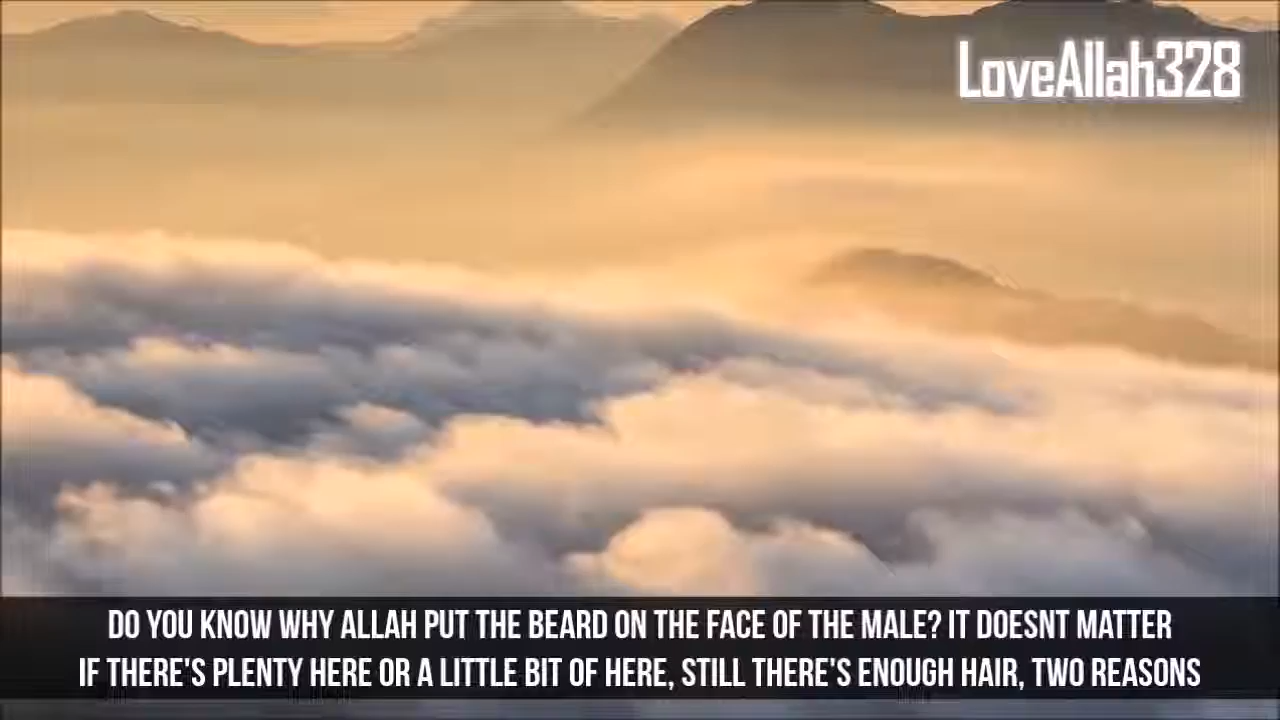 LoveAllah328
DO YOU KNOW WHY ALLAH PUT THE BEARD ON THE FACE OF THE MALE? IT DOESNT MATTER
IF THERE'S PLENTY HERE OR A LITTLE BIT OF HERE, STILL THERE'S ENOUGH HAIR, TWO REASONS